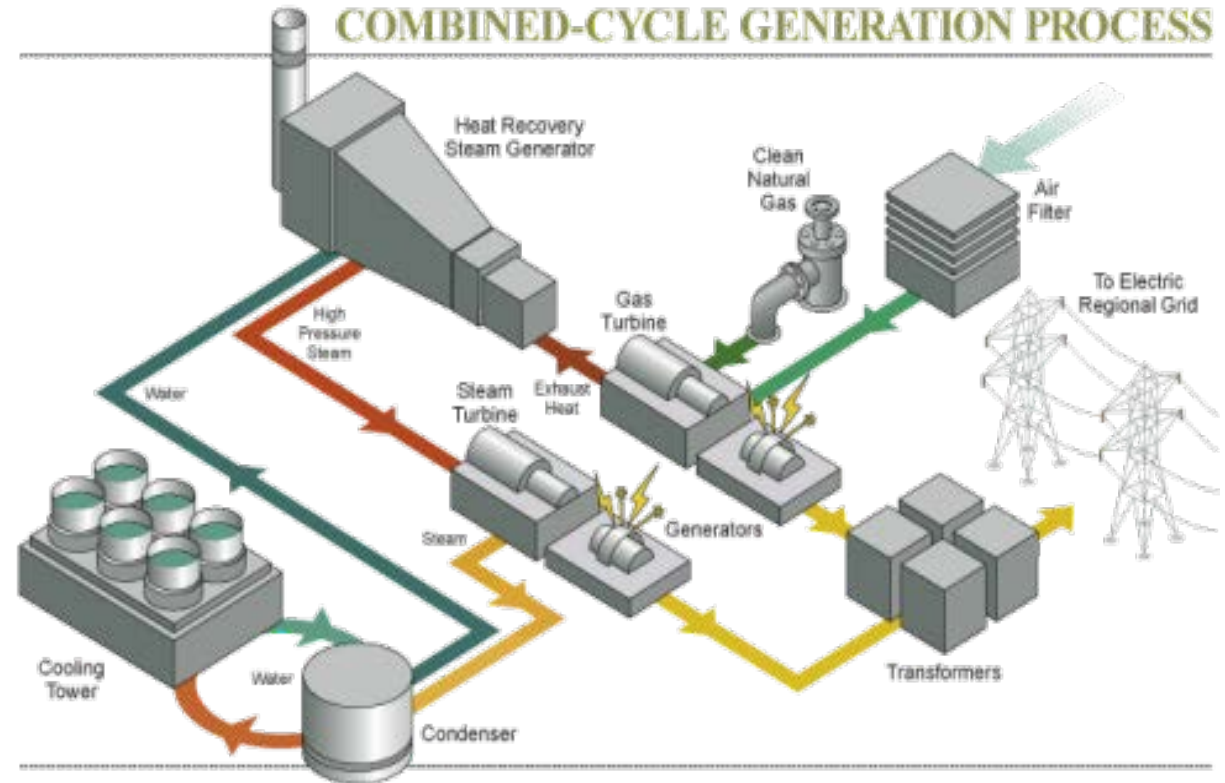 COMBINED-CYCLE GENERATION PROCESS
Heat Recovery
Steam Generator
Clean
Natural
Gas
Air
Filter
To Electric
Regional Grid
Gas
Turbine
High
Pressure
Steam
Exhaust
Heat
Water
Steam
Turbine
Generators
Steam
Cooling
Tower
Water
Condenser
Transformers